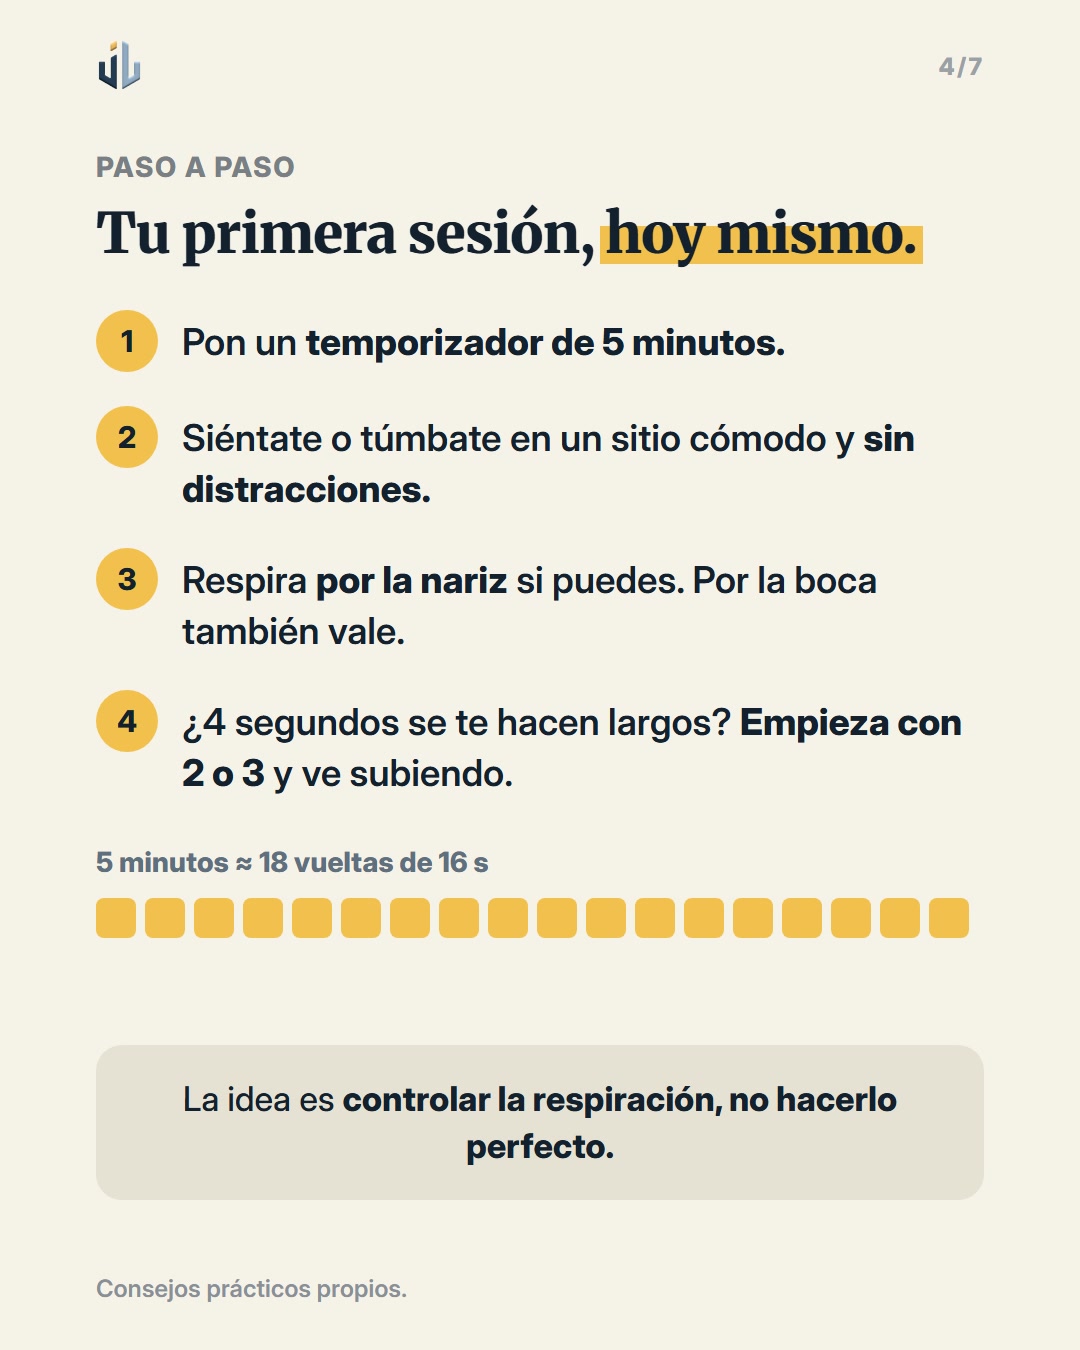 4/7
PASO A PASO
Tu primera sesión, hoy mismo.
1 Pon un temporizador de 5 minutos.
2 Siéntate o túmbate en un sitio cómodo y sin
distracciones.
3 Respira por la nariz si puedes. Por la boca
también vale.
4 ¿4 segundos se te hacen largos? Empieza con
2 o 3 y ve subiendo.
5 minutos ≈ 18 vueltas de 16 s
La idea es controlar la respiración, no hacerlo
perfecto.
Consejos prácticos propios.